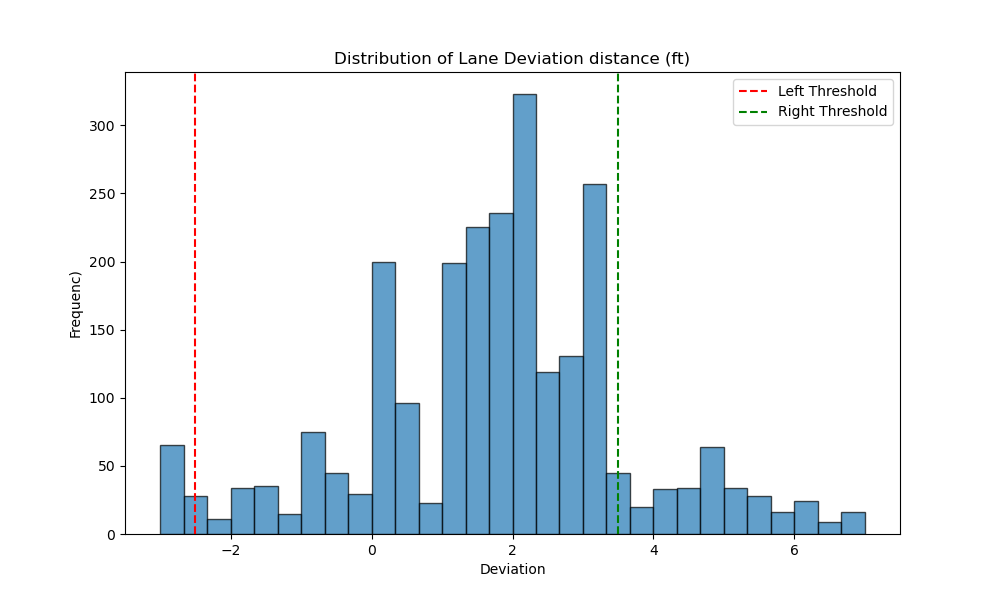 Distribution of Lane Deviation distance (ft)
Left Threshold
Right Threshold
300
250
200
150
100
50
0
Frequenc)
−2
0
2
4
6
Deviation